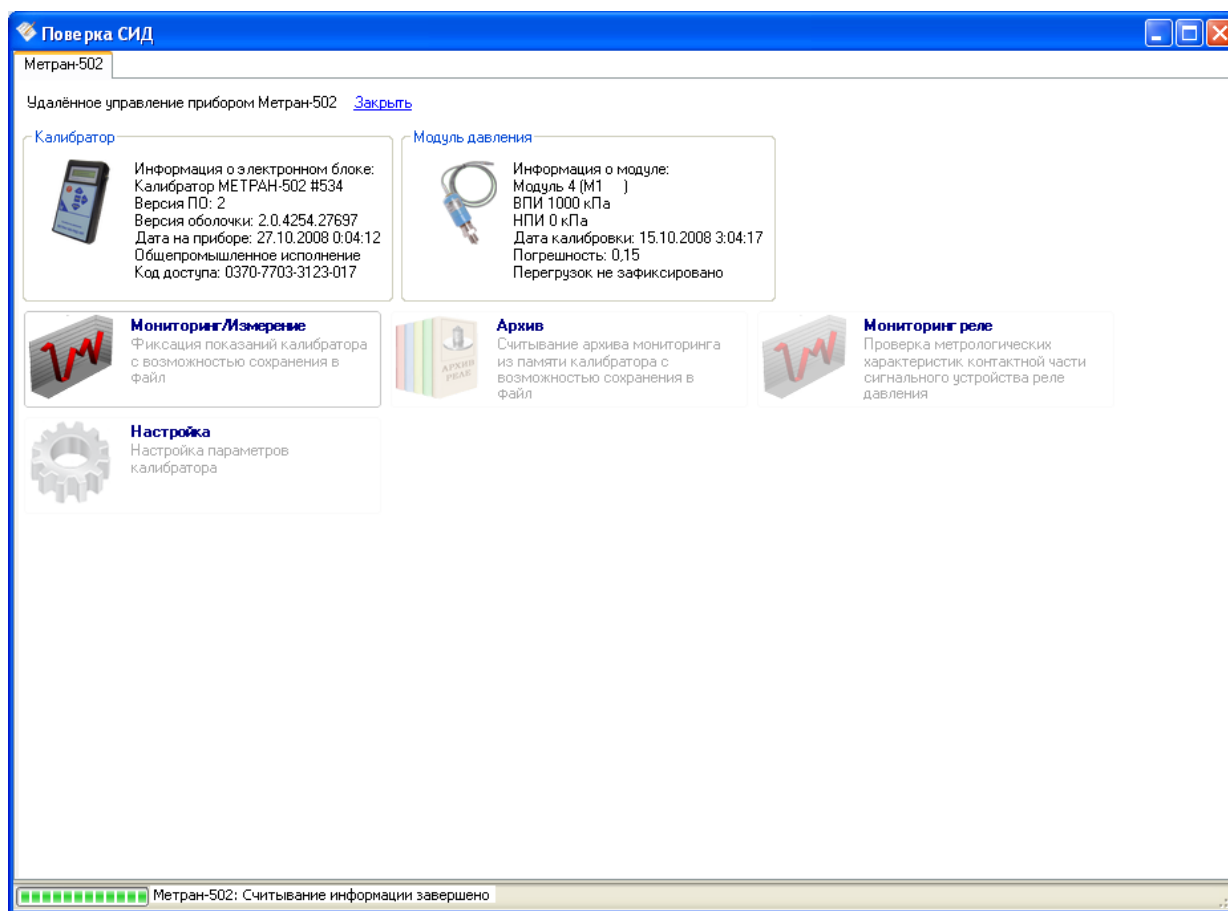 Поверка СИД
Метран-502
Удалённое управление прибором Метран-502 Закрыть
Калибратор
Информация о электронном блоке:
Калибратор МЕТРАН-502 #534
Версия ПО: 2
Версия оболочки: 2.0.4254.27697
Дата на приборе: 27.10.2008 0:04:12
Общепромышленное исполнение
Код доступа: 0370-7703-3123-017
Модуль давления
Информация о модуле:
Модуль 4 (М1 )
ВПИ 1000 кПа
НПИ 0 кПа
Дата калибровки: 15.10.2008 3:04:17
Погрешность: 0,15
Перегрузок не зафиксировано
Мониторинг/Измерение
Фиксация показаний калибратора
с возможностью сохранения в
файл
АРХИВ
РЕЛЕ
Архив
Считывание архива мониторинга
из памяти калибратора с
возможностью сохранения в
файл
Мониторинг реле
Проверка метрологических
характеристик контактной части
сигнального устройства реле
давления
Настройка
Настройка параметров
калибратора
Метран-502: Считывание информации завершено